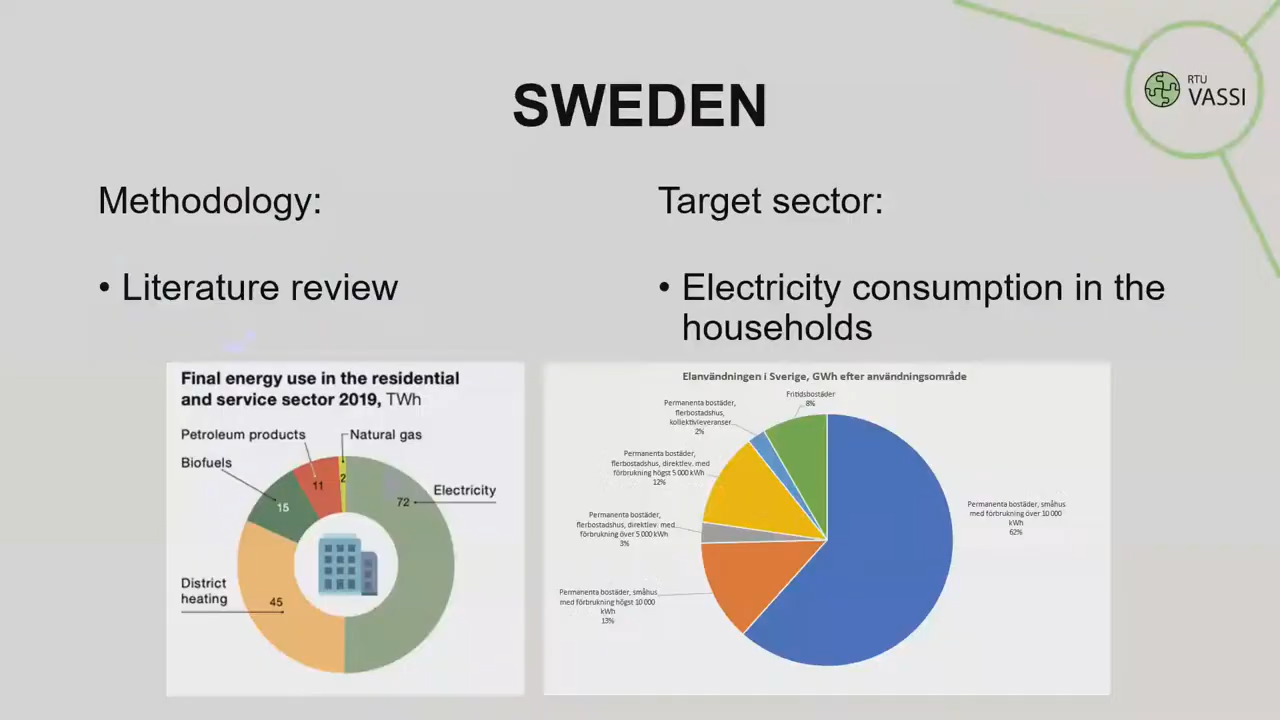 RTU
VASSI
SWEDEN
Methodology:
• Literature review
Target sector:
• Electricity consumption in the
households
Final energy use in the residential
and service sector 2019, TWh
Petroleum products
Natural gas
Biofuels
11
2
72
Electricity
15
District
heating
45
Elanvändningen i Sverige, GWh efter användningsområde
Fritidsbostäder
8%
Permanenta bostäder,
flerbostadshus,
kollektivleveranser
2%
Permanenta bostäder,
flerbostadshus, direktlev. med
förbrukning högst 5 000 kWh
12%
Permanenta bostäder,
flerbostadshus, direktlev. med
förbrukning över 5 000 kWh
3%
Permanenta bostäder, småhus
med förbrukning högst 10 000
kWh
13%
Permanenta bostäder, småhus
med förbrukning över 10 000
kWh
62%